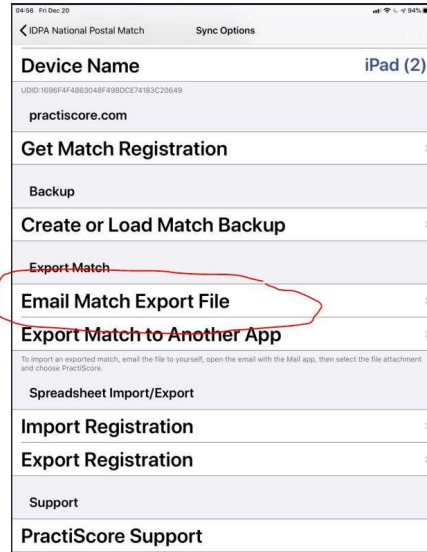 04:56 Fri Dec 20
94%
IDPA National Postal Match Sync Options
Device Name iPad (2)
UDID:1696F4F4863048F498DCE74183C20649
practiscore.com
Get Match Registration
Backup
Create or Load Match Backup
Export Match
Email Match Export File
Export Match to Another App
To import an exported match, email the file to yourself, open the email with the Mail app, then select the file attachment
and choose PractiScore.
Spreadsheet Import/Export
Import Registration
Export Registration
Support
PractiScore Support